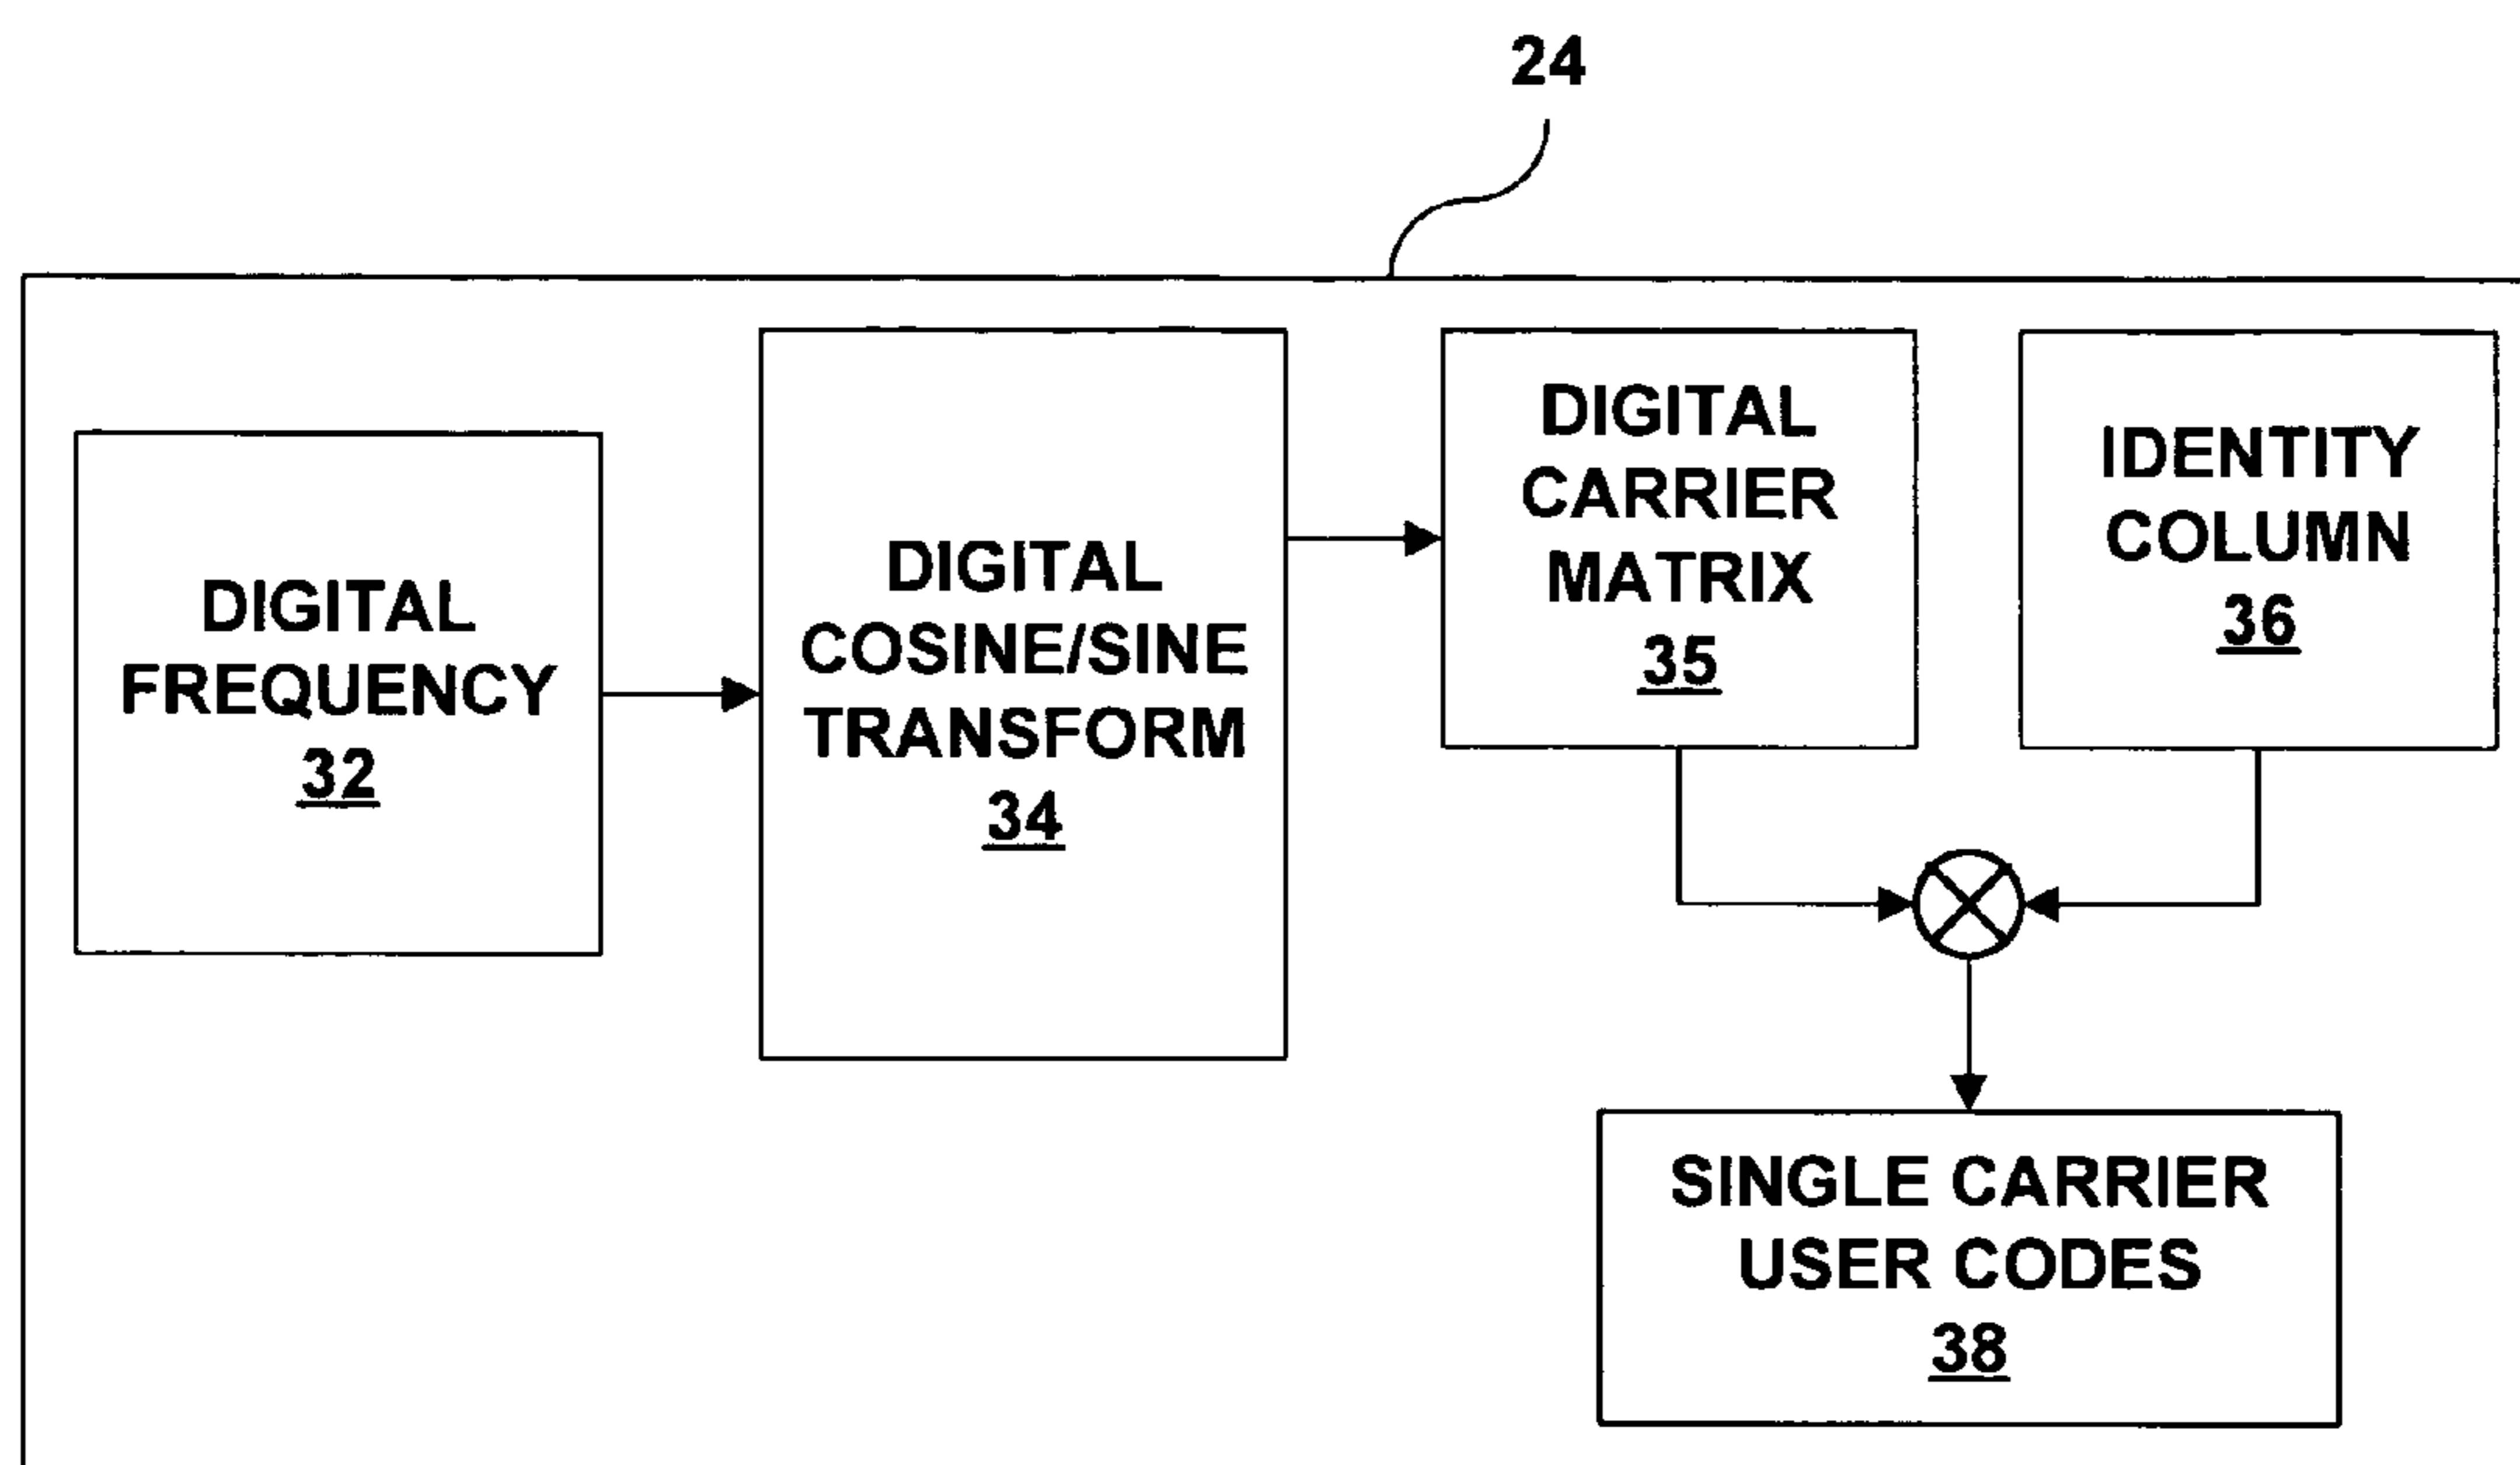 24
DIGITAL
FREQUENCY
32
DIGITAL
COSINE/SINE
TRANSFORM
34
DIGITAL
CARRIER
MATRIX
35
IDENTITY
COLUMN
36
SINGLE CARRIER
USER CODES
38